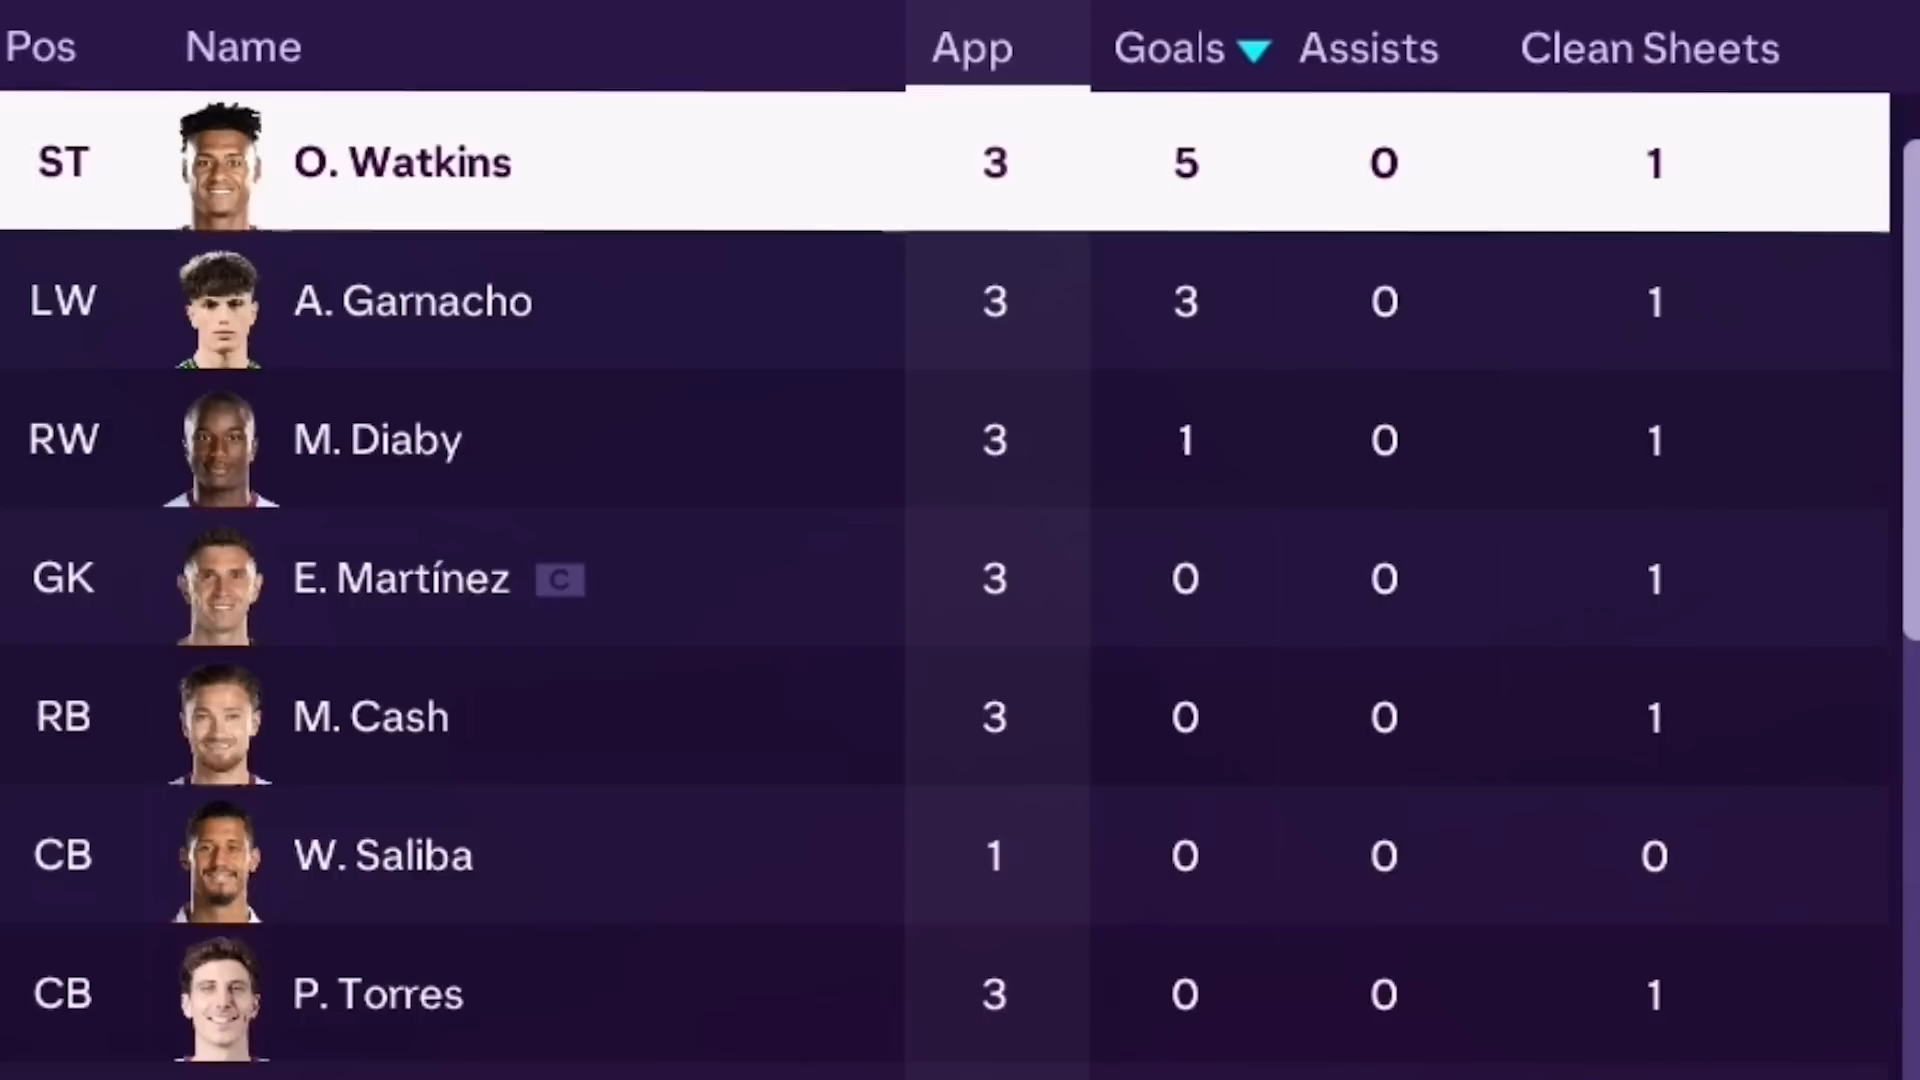 Pos Name App Goals Assists Clean Sheets
ST O. Watkins 3 5 0 1
LW A. Garnacho 3 3 0 1
RW M. Diaby 3 1 0 1
GK E. Martínez C 3 0 0 1
RB M. Cash 3 0 0 1
CB W. Saliba 1 0 0 0
CB P. Torres 3 0 0 1